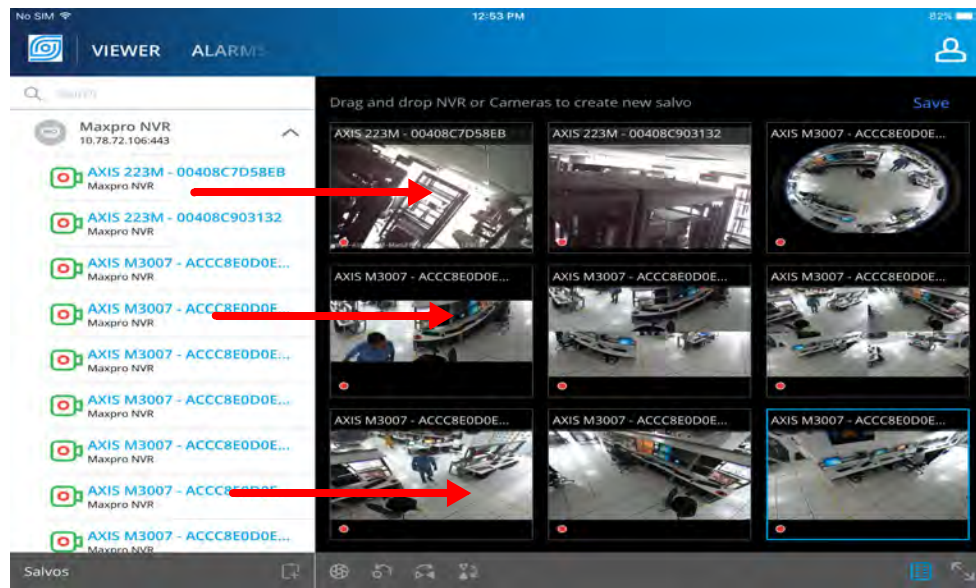 No SIM 12:53 PM 82%
VIEWER ALARMS
Search
Drag and drop NVR or Cameras to create new salvo Save
Maxpro NVR
10.78.72.106:443
AXIS 223M - 00408C7D58EB
Maxpro NVR
AXIS 223M - 00408C903132
Maxpro NVR
AXIS M3007 - ACCC8E0D0E...
Maxpro NVR
AXIS M3007 - ACCC8E0D0E
Maxpro NVR
AXIS M3007 - ACCC8E0D0E...
Maxpro NVR
AXIS M3007 - ACCC8E0D0E...
Maxpro NVR
AXIS M3007 - ACCC8E0D0E...
Maxpro NVR
AXIS M3007 - ACCC8E0D0E
Maxpro NVR
AXIS M3007 - ACCC8E0D0E...
Maxpro NVR
Salvos
AXIS 223M - 00408C7D58EB
AXIS 223M - 00408C903132
AXIS M3007 - ACCC8E0D0E...
AXIS M3007 - ACCC8E0D0E...
AXIS M3007 - ACCC8E0D0E...
AXIS M3007 - ACCC8E0D0E...
AXIS M3007 - ACCC8E0D0E...
AXIS M3007 - ACCC8E0D0E...
AXIS M3007 - ACCC8E0D0E...